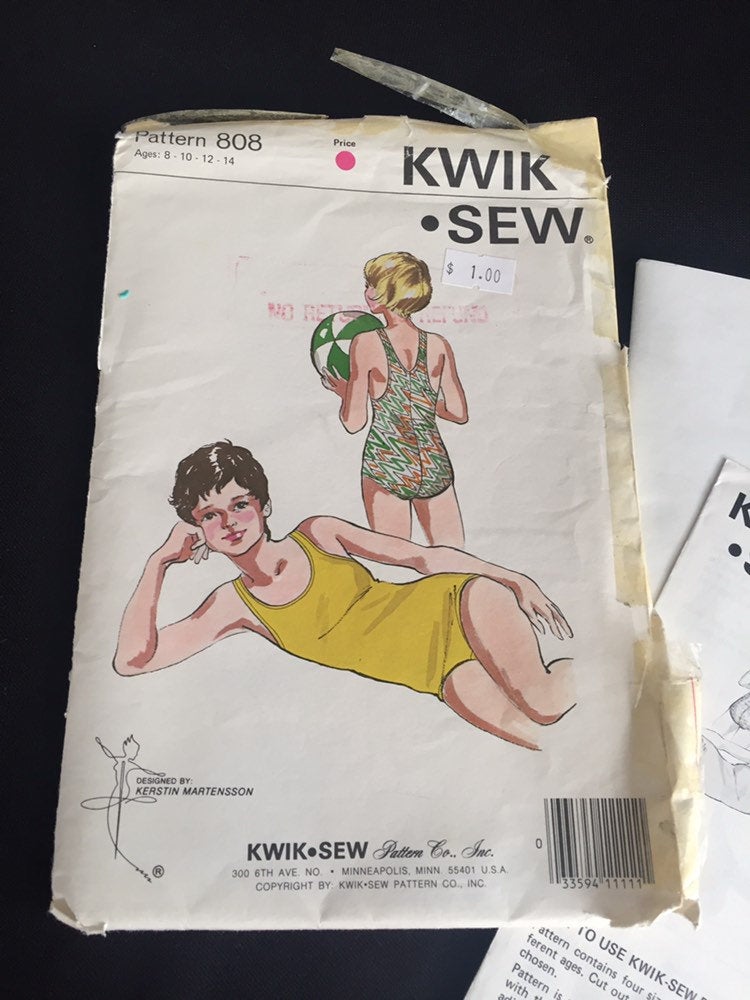 Pattern 808
Ages: 8 - 10 - 12 - 14
Price
KWIK
•SEW®
$ 1.00
NO RETURN REFUND
DESIGNED BY:
KERSTIN MARTENSSON
®
KWIK•SEW Pattern Co., Inc.
300 6TH AVE. NO. • MINNEAPOLIS, MINN. 55401 U.S.A.
COPYRIGHT BY: KWIK•SEW PATTERN CO., INC.
0
33594 11111
K
TO USE KWIK-SEW
attern contains four si
ferent ages. Cut out
chosen.
Pattern is
with